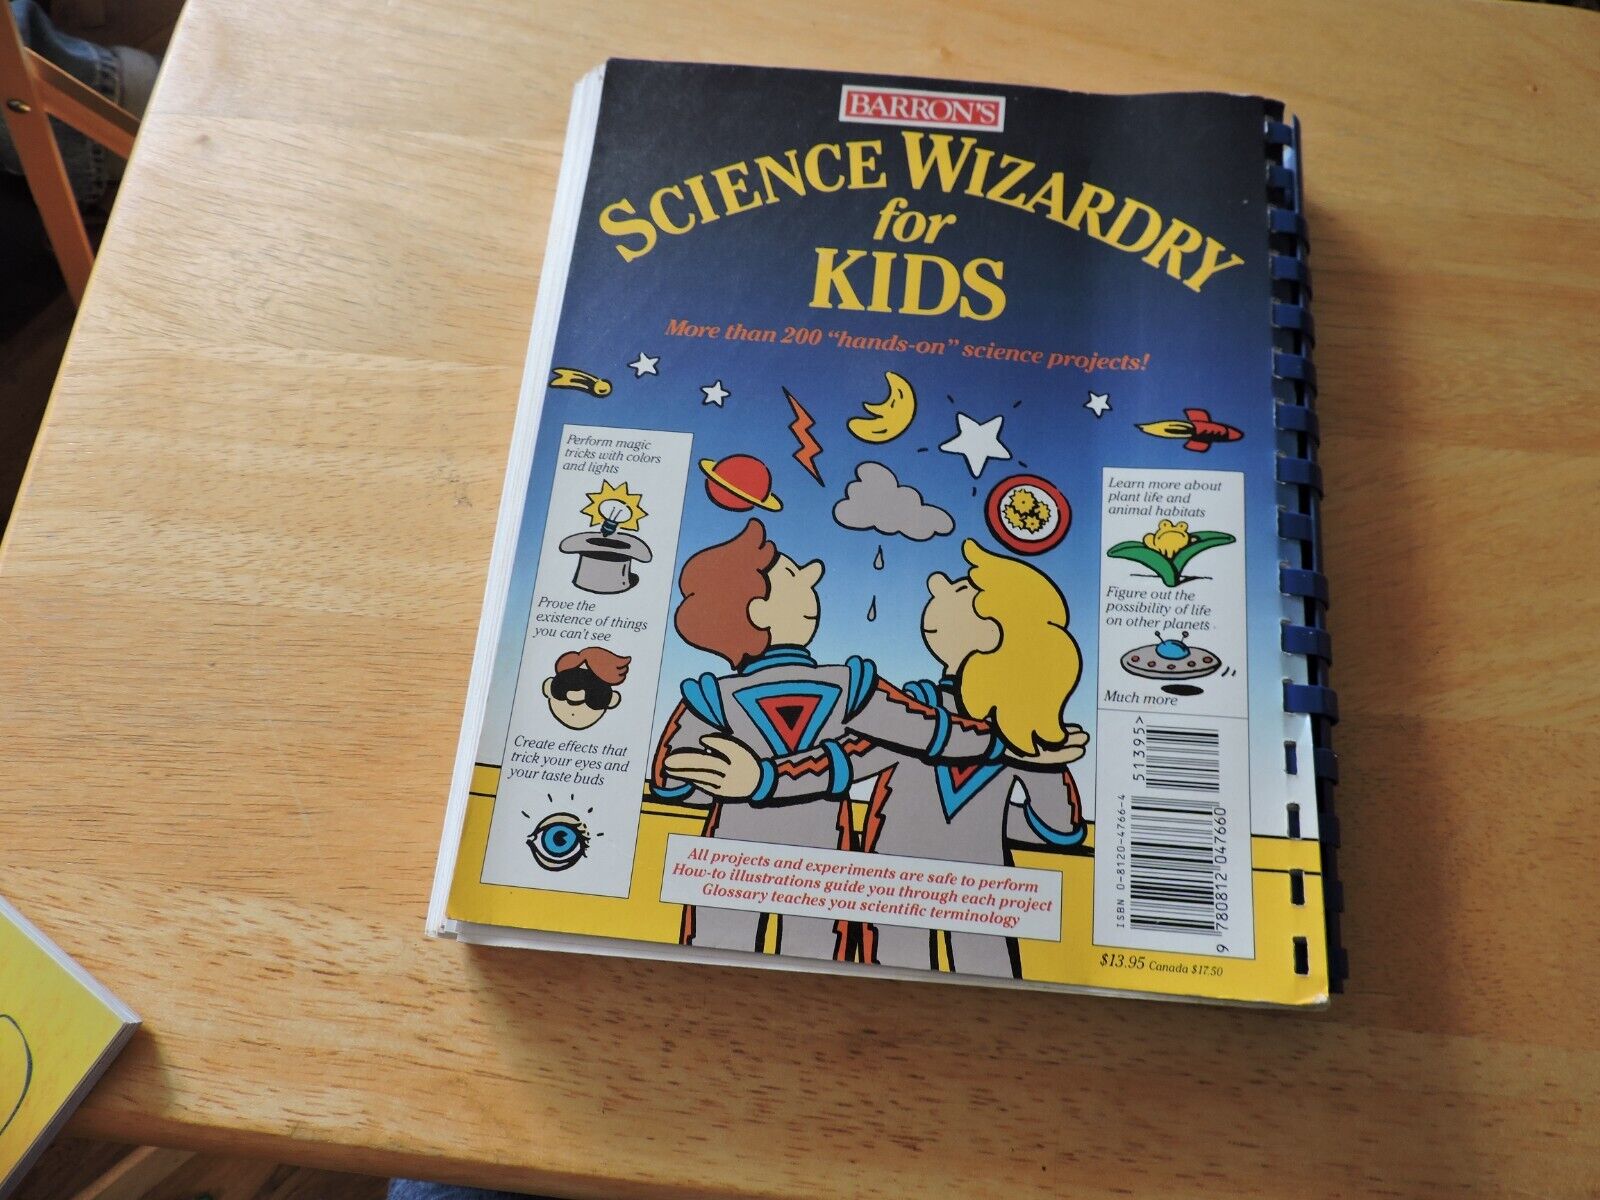 BARRON'S
SCIENCE WIZARDRY
for
KIDS
More than 200 "hands-on" science projects!
Perform magic
tricks with colors
and lights
Prove the
existence of things
you can't see
Create effects that
trick your eyes and
your taste buds
Learn more about
plant life and
animal habitats
Figure out the
possibility of life
on other planets
Much more
All projects and experiments are safe to perform
How-to illustrations guide you through each project
Glossary teaches you scientific terminology
51395>
ISBN 0-8120-4766-4
9 780812 047660
$13.95 Canada $17.50